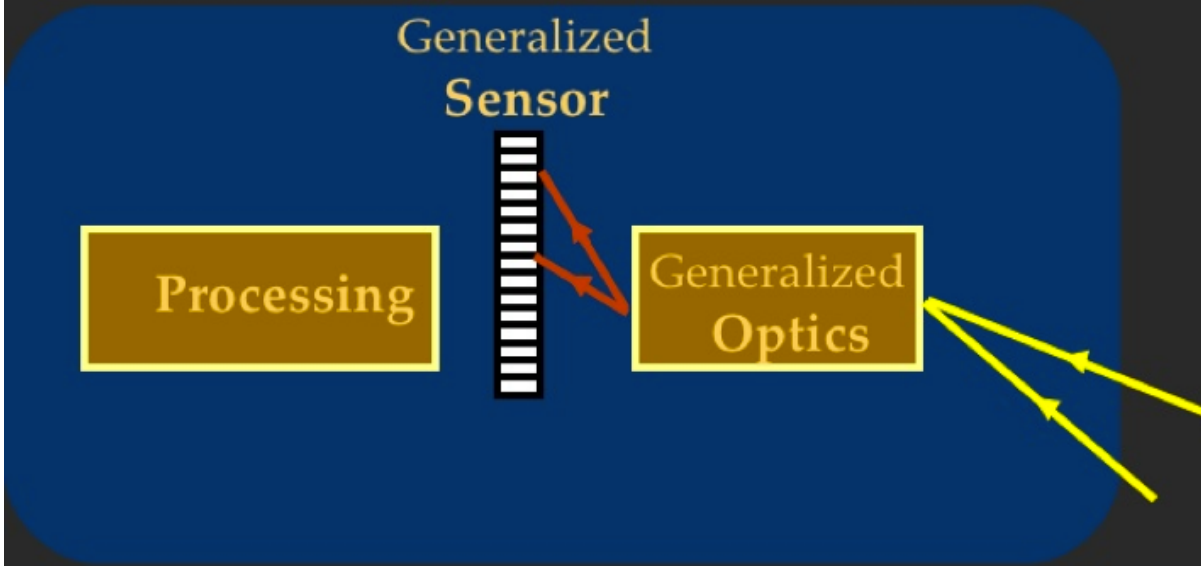 Generalized
Sensor
Processing
Generalized
Optics